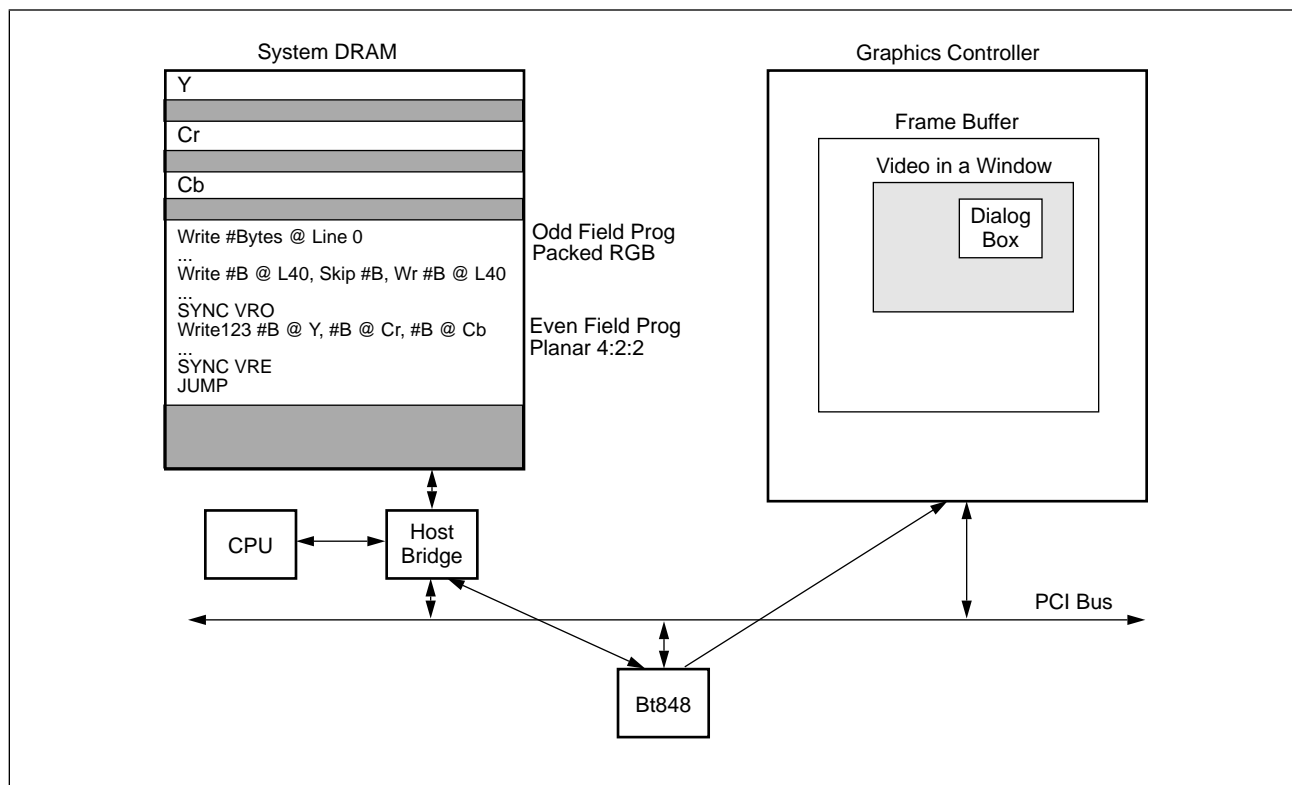 System DRAM
Y
Cr
Cb
Write #Bytes @ Line 0
...
Write #B @ L40, Skip #B, Wr #B @ L40
...
SYNC VRO
Write123 #B @ Y, #B @ Cr, #B @ Cb
...
SYNC VRE
JUMP
Odd Field Prog
Packed RGB
Even Field Prog
Planar 4:2:2
Graphics Controller
Frame Buffer
Video in a Window
Dialog
Box
CPU
Host
Bridge
PCI Bus
Bt848